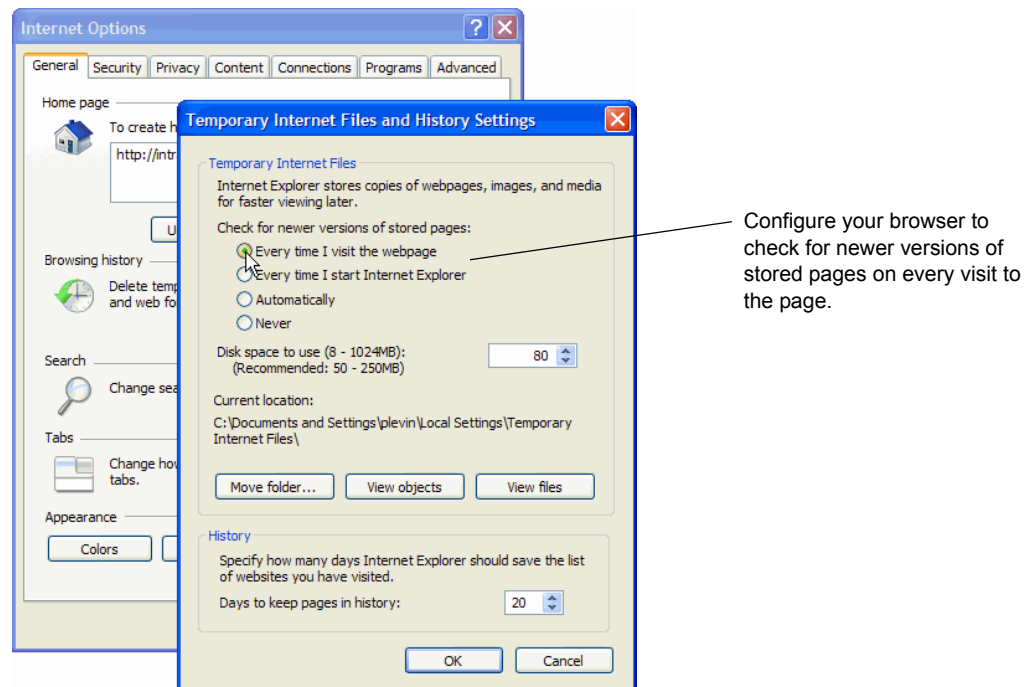 Internet Options
General Security Privacy Content Connections Programs Advanced
Home page
To create h
http://intr
U
Browsing history
Delete temp
and web fo
Search
Change sea
Tabs
Change how
tabs.
Appearance
Colors
Temporary Internet Files and History Settings
Temporary Internet Files
Internet Explorer stores copies of webpages, images, and media
for faster viewing later.
Check for newer versions of stored pages:
Every time I visit the webpage
Every time I start Internet Explorer
Automatically
Never
Disk space to use (8 - 1024MB): 80
(Recommended: 50 - 250MB)
Current location:
C:\Documents and Settings\plevin\Local Settings\Temporary
Internet Files\
Move folder... View objects View files
History
Specify how many days Internet Explorer should save the list
of websites you have visited.
Days to keep pages in history: 20
OK Cancel
Configure your browser to
check for newer versions of
stored pages on every visit to
the page.